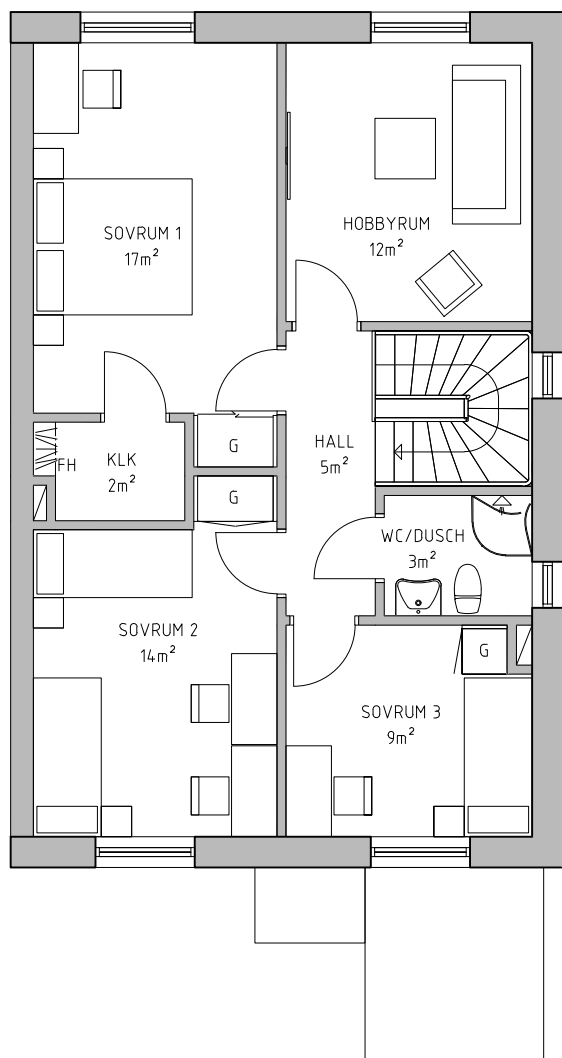 SOVRUM 1
17m²
HOBBYRUM
12m²
G
FH
KLK
2m²
HALL
5m²
G
WC/DUSCH
3m²
SOVRUM 2
14m²
G
SOVRUM 3
9m²